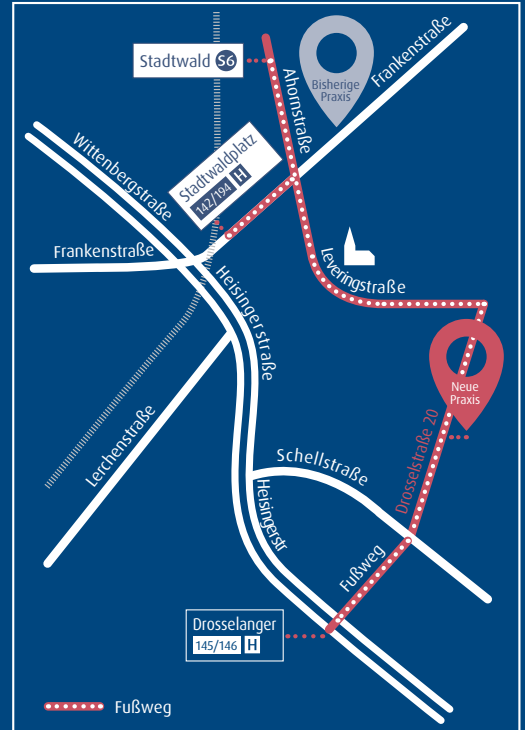 Stadtwald S6
Bisherige
Praxis
Frankenstraße
Ahornstraße
Wittenbergstraße
Stadtwaldplatz
142/194 H
Frankenstraße
Leveringstraße
Heisingerstraße
Neue
Praxis
Lerchenstraße
Drosselstraße 20
Schellstraße
Heisingerstr
Fußweg
Drosselanger
145/146 H
Fußweg